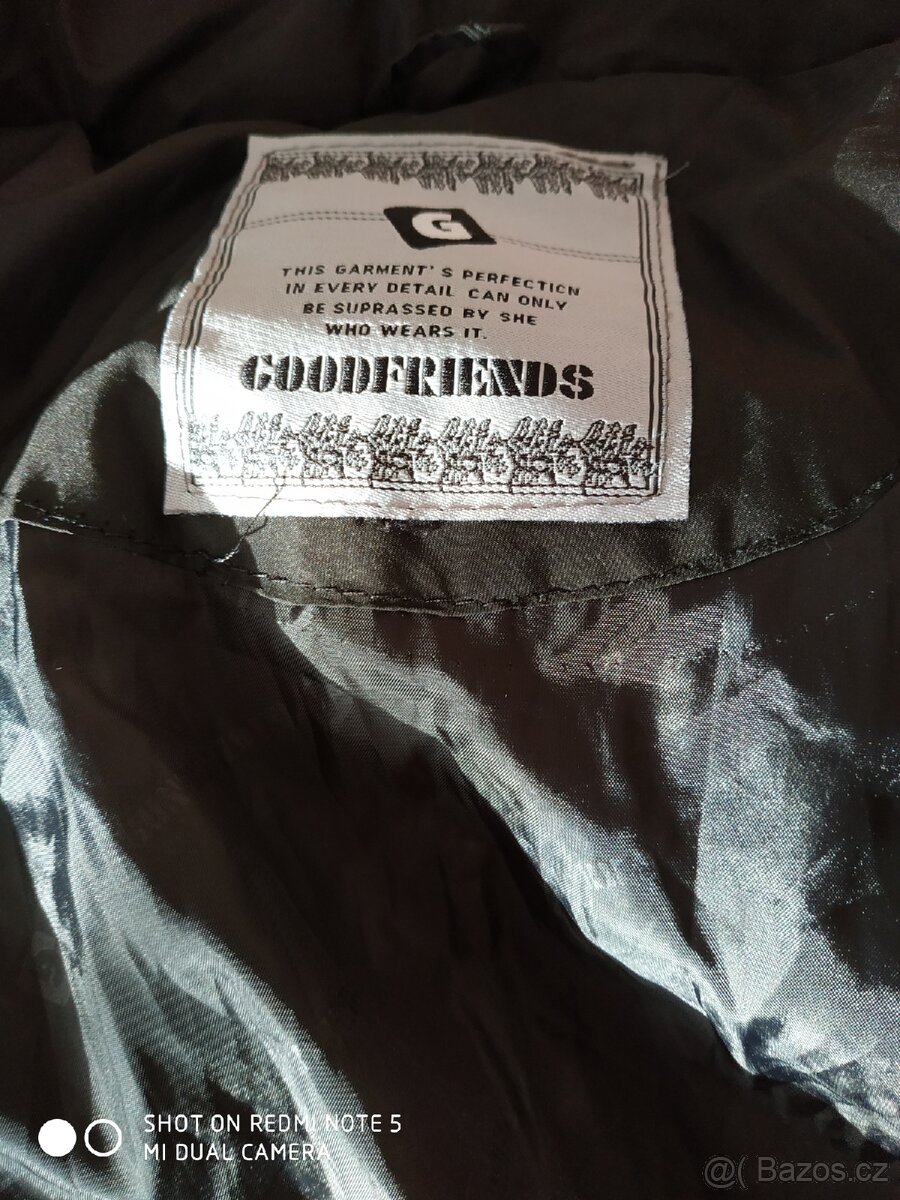 G
THIS GARMENT'S PERFECTION
IN EVERY DETAIL CAN ONLY
BE SUPRASSED BY SHE
WHO WEARS IT.
GOODFRIENDS
SHOT ON REDMI NOTE 5
MI DUAL CAMERA
@( Bazos.cz